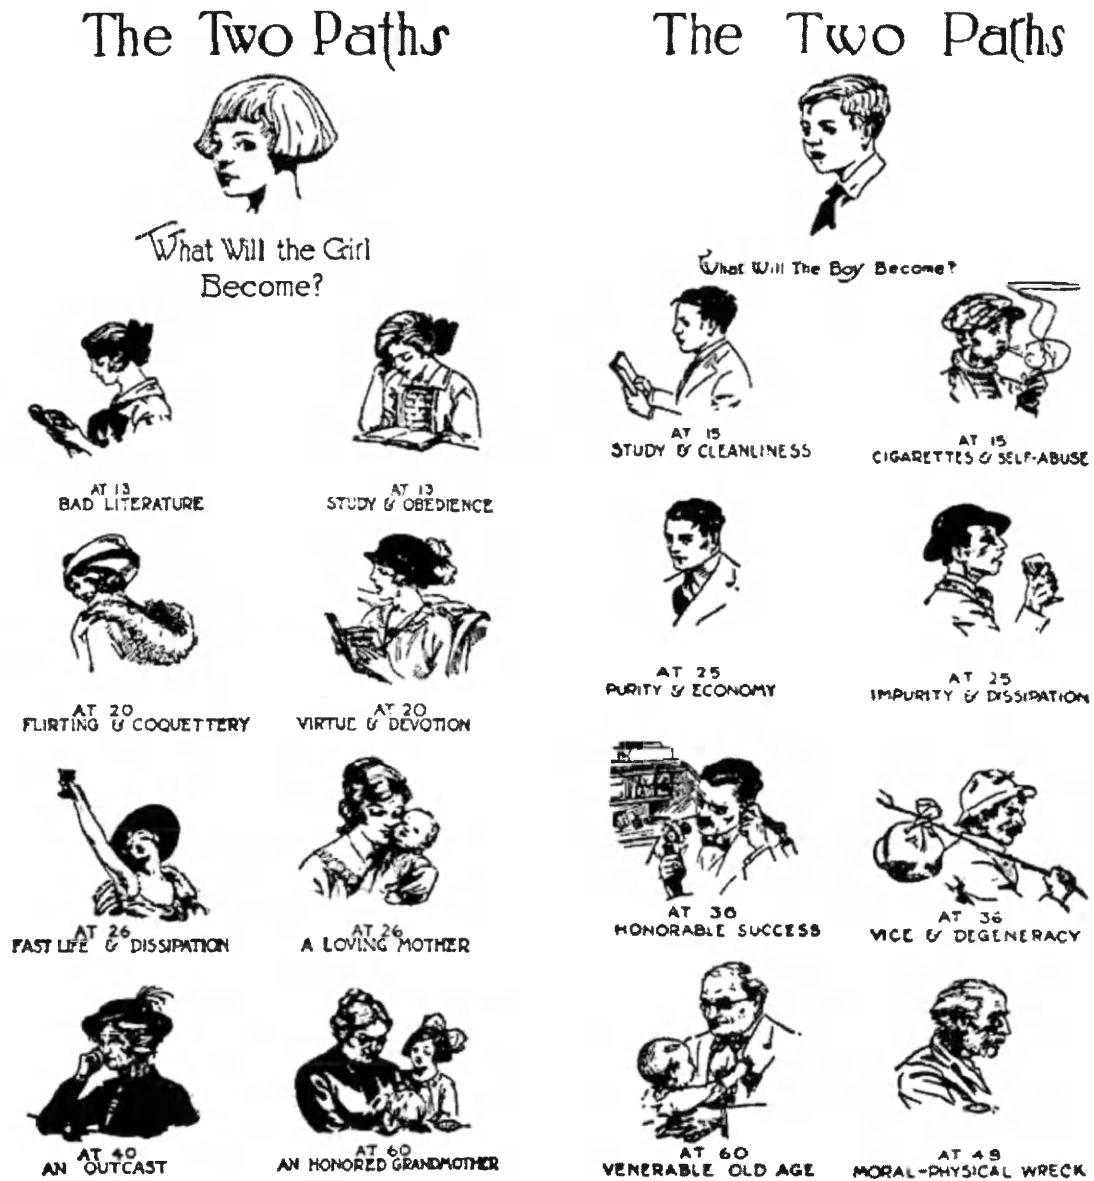 The Two Paths
What Will the Girl
Become?
AT 13
BAD LITERATURE
AT 13
STUDY & OBEDIENCE
AT 20
FLIRTING & COQUETTERY
AT 20
VIRTUE & DEVOTION
AT 26
FAST LIFE & DISSIPATION
AT 26
A LOVING MOTHER
AT 40
AN OUTCAST
AT 60
AN HONORED GRANDMOTHER
The Two Paths
What Will The Boy Become?
AT 15
STUDY & CLEANLINESS
AT 15
CIGARETTES & SELF-ABUSE
AT 25
PURITY & ECONOMY
AT 25
IMPURITY & DISSIPATION
AT 36
HONORABLE SUCCESS
AT 36
VICE & DEGENERACY
AT 60
VENERABLE OLD AGE
AT 48
MORAL-PHYSICAL WRECK